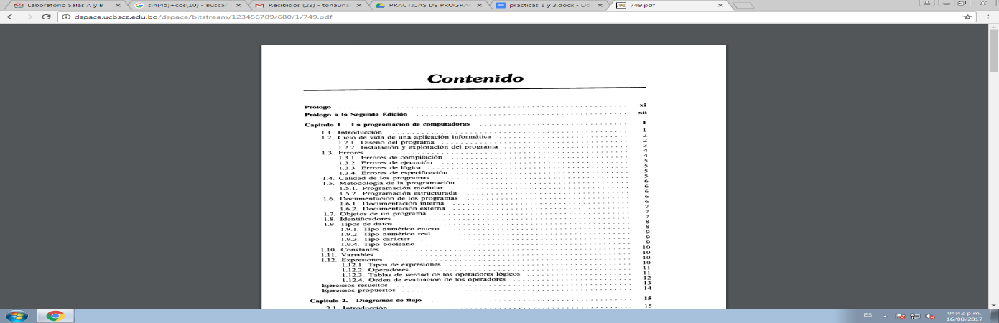 Laboratorio Salas A y B
sin(45)+cos(10) - Buscar
Recibidos (23) - tonauna
PRACTICAS DE PROGRA
practicas 1 y 3.docx - Do
749.pdf
dspace.ucbscz.edu.bo/dspace/bitstream/123456789/680/1/749.pdf
Contenido
Prólogo xi
Prólogo a la Segunda Edición xii
Capítulo 1. La programación de computadoras 1
1.1. Introducción 1
1.2. Ciclo de vida de una aplicación informática 2
1.2.1. Diseño del programa 2
1.2.2. Instalación y explotación del programa 3
1.3. Errores 4
1.3.1. Errores de compilación 4
1.3.2. Errores de ejecución 5
1.3.3. Errores de lógica 5
1.3.4. Errores de especificación 5
1.4. Calidad de los programas 5
1.5. Metodología de la programación 6
1.5.1. Programación modular 6
1.5.2. Programación estructurada 6
1.6. Documentación de los programas 6
1.6.1. Documentación interna 6
1.6.2. Documentación externa 7
1.7. Objetos de un programa 7
1.8. Identificadores 7
1.9. Tipos de datos 8
1.9.1. Tipo numérico entero 8
1.9.2. Tipo numérico real 9
1.9.3. Tipo carácter 9
1.9.4. Tipo booleano 9
1.10. Constantes 10
1.11. Variables 10
1.12. Expresiones 10
1.12.1. Tipos de expresiones 10
1.12.2. Operadores 11
1.12.3. Tablas de verdad de los operadores lógicos 11
1.12.4. Orden de evaluación de los operadores 12
Ejercicios resueltos 13
Ejercicios propuestos 14
Capítulo 2. Diagramas de flujo 15
2.1. Introducción 15
ES
04:42 p.m.
16/08/2017